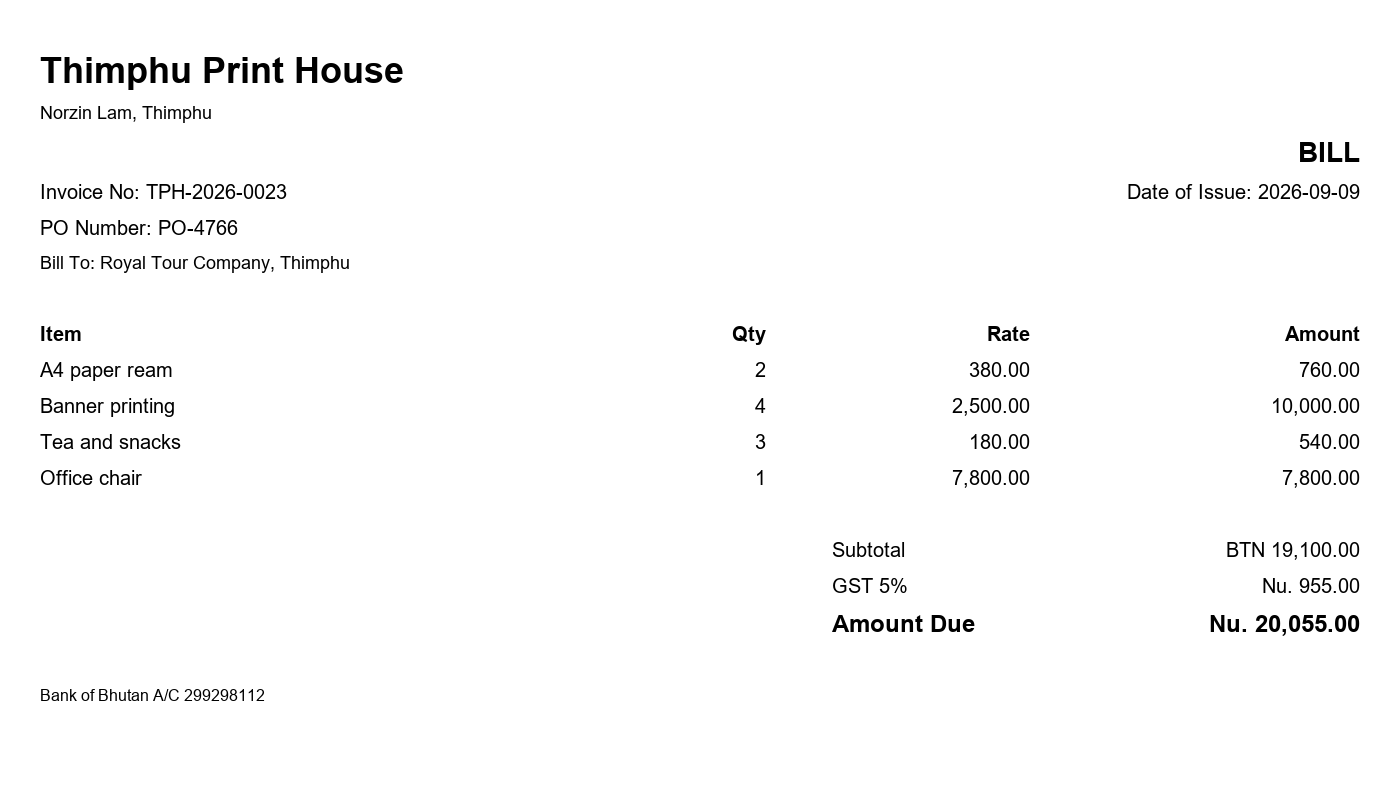 Thimphu Print House
Norzin Lam, Thimphu
BILL
Invoice No: TPH-2026-0023 Date of Issue: 2026-09-09
PO Number: PO-4766
Bill To: Royal Tour Company, Thimphu
Item Qty Rate Amount
A4 paper ream 2 380.00 760.00
Banner printing 4 2,500.00 10,000.00
Tea and snacks 3 180.00 540.00
Office chair 1 7,800.00 7,800.00
Subtotal BTN 19,100.00
GST 5% Nu. 955.00
Amount Due Nu. 20,055.00
Bank of Bhutan A/C 299298112